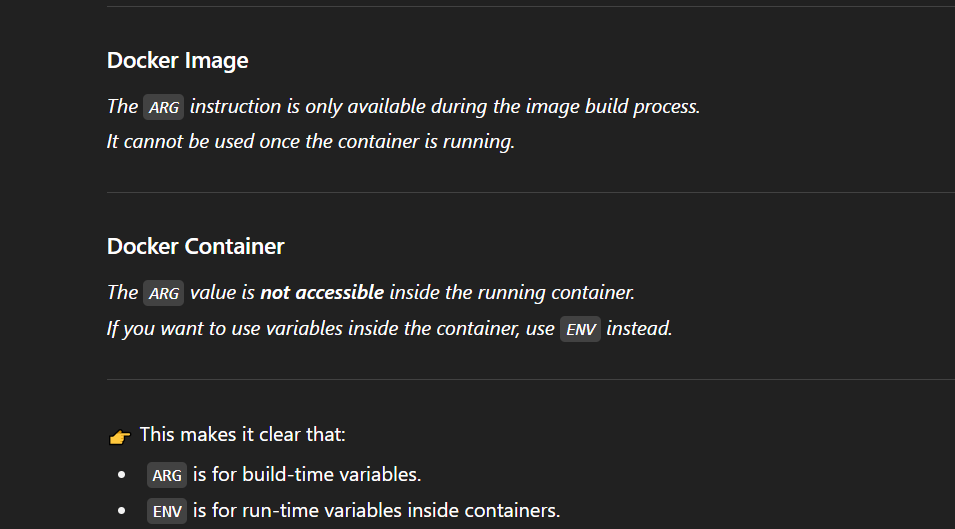 Docker Image
The ARG instruction is only available during the image build process.
It cannot be used once the container is running.
Docker Container
The ARG value is not accessible inside the running container.
If you want to use variables inside the container, use ENV instead.
👉 This makes it clear that:
• ARG is for build-time variables.
• ENV is for run-time variables inside containers.